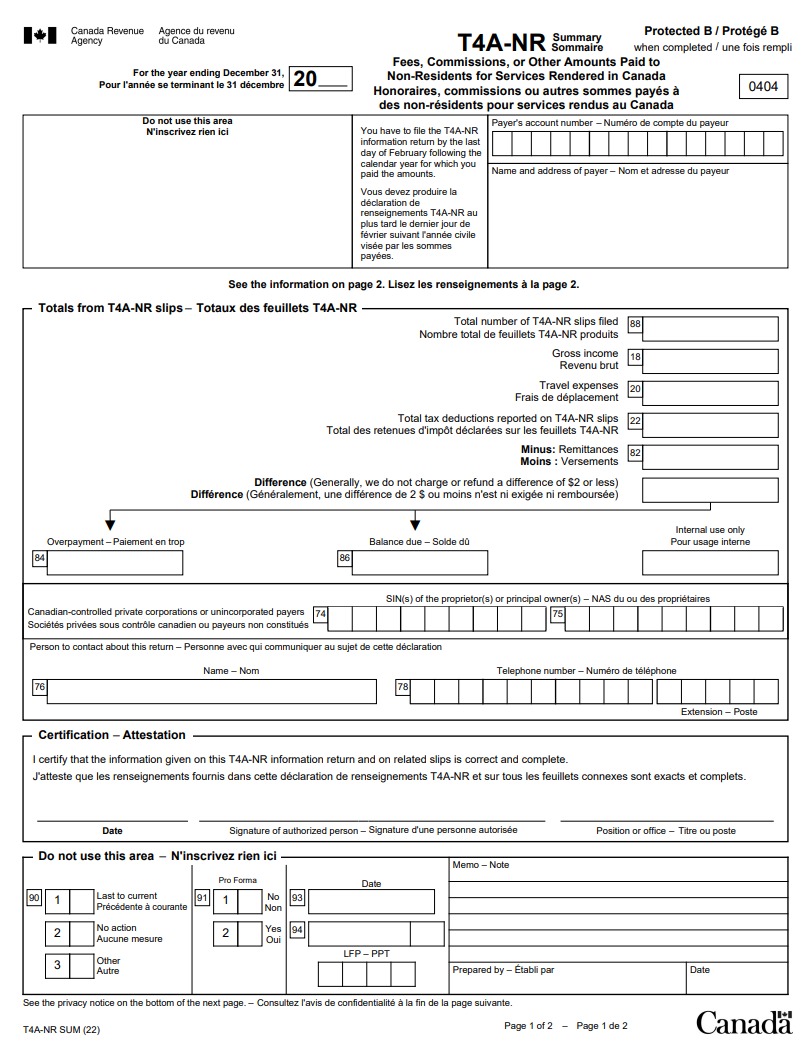 Canada Revenue Agence du revenu
Agency du Canada
T4A-NR Summary
Sommaire
Protected B / Protégé B
when completed / une fois rempli
For the year ending December 31,
Pour l'année se terminant le 31 décembre
20
Fees, Commissions, or Other Amounts Paid to
Non-Residents for Services Rendered in Canada
Honoraires, commissions ou autres sommes payés à
des non-résidents pour services rendus au Canada
0404
Do not use this area
N'inscrivez rien ici
You have to file the T4A-NR
information return by the last
day of February following the
calendar year for which you
paid the amounts.
Vous devez produire la
déclaration de
renseignements T4A-NR au
plus tard le dernier jour de
février suivant l'année civile
visée par les sommes
payées.
Payer's account number – Numéro de compte du payeur
Name and address of payer – Nom et adresse du payeur
See the information on page 2. Lisez les renseignements à la page 2.
Totals from T4A-NR slips – Totaux des feuillets T4A-NR
Total number of T4A-NR slips filed
Nombre total de feuillets T4A-NR produits
88
Gross income
Revenu brut
18
Travel expenses
Frais de déplacement
20
Total tax deductions reported on T4A-NR slips
Total des retenues d'impôt déclarées sur les feuillets T4A-NR
22
Minus: Remittances
Moins : Versements
82
Difference (Generally, we do not charge or refund a difference of $2 or less)
Différence (Généralement, une différence de 2 $ ou moins n'est ni exigée ni remboursée)
Overpayment – Paiement en trop
84
Balance due – Solde dû
86
Internal use only
Pour usage interne
SIN(s) of the proprietor(s) or principal owner(s) – NAS du ou des propriétaires
Canadian-controlled private corporations or unincorporated payers
Sociétés privées sous contrôle canadien ou payeurs non constitués
74
75
Person to contact about this return – Personne avec qui communiquer au sujet de cette déclaration
Name – Nom
Telephone number – Numéro de téléphone
76
78
Extension – Poste
Certification – Attestation
I certify that the information given on this T4A-NR information return and on related slips is correct and complete.
J'atteste que les renseignements fournis dans cette déclaration de renseignements T4A-NR et sur tous les feuillets connexes sont exacts et complets.
Date
Signature of authorized person – Signature d'une personne autorisée
Position or office – Titre ou poste
Do not use this area – N'inscrivez rien ici
90
1
Last to current
Précédente à courante
2
No action
Aucune mesure
3
Other
Autre
Pro Forma
91
1
No
Non
2
Yes
Oui
Date
93
94
LFP – PPT
Memo – Note
Prepared by – Établi par
Date
See the privacy notice on the bottom of the next page. – Consultez l'avis de confidentialité à la fin de la page suivante.
T4A-NR SUM (22)
Page 1 of 2 – Page 1 de 2
Canada